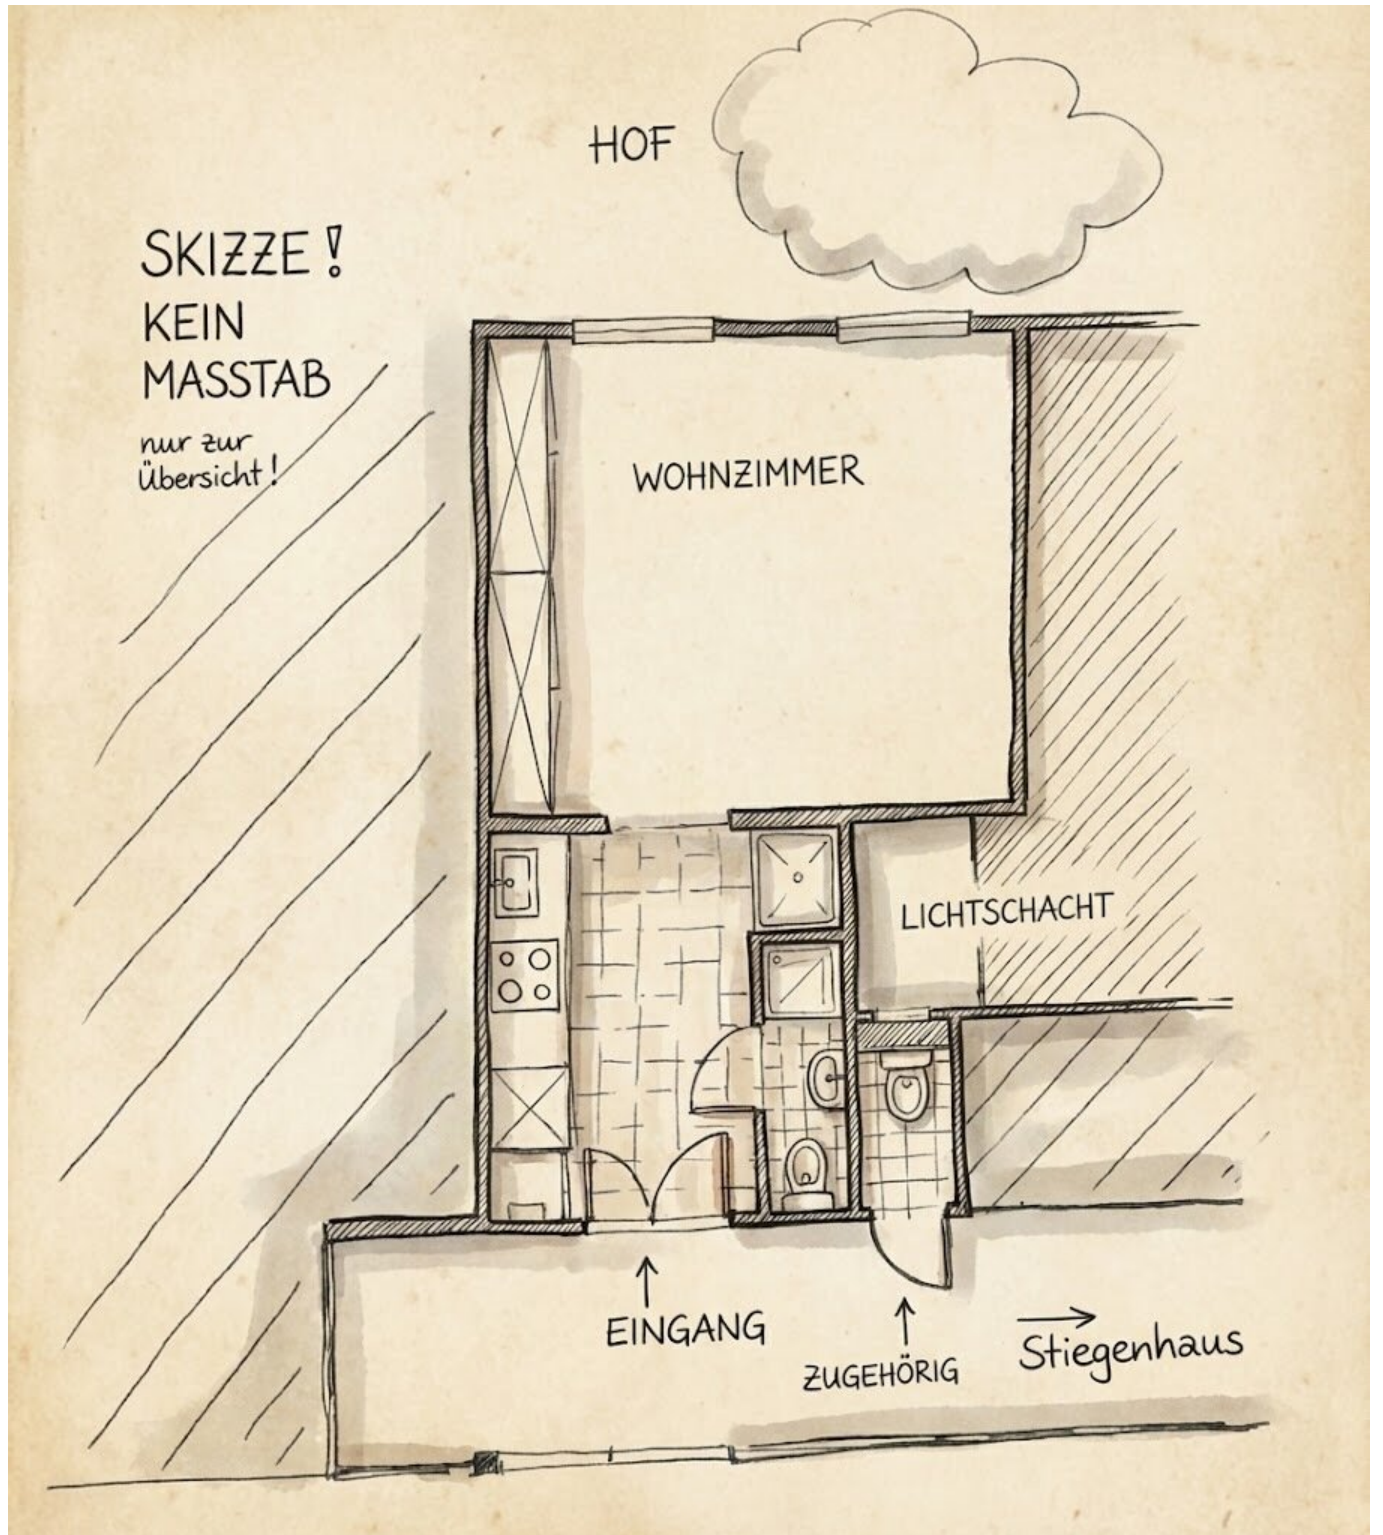 HOF
SKIZZE!
KEIN
MASSTAB
nur zur
Übersicht!
WOHNZIMMER
LICHTSCHACHT
EINGANG
ZUGEHÖRIG
Stiegenhaus